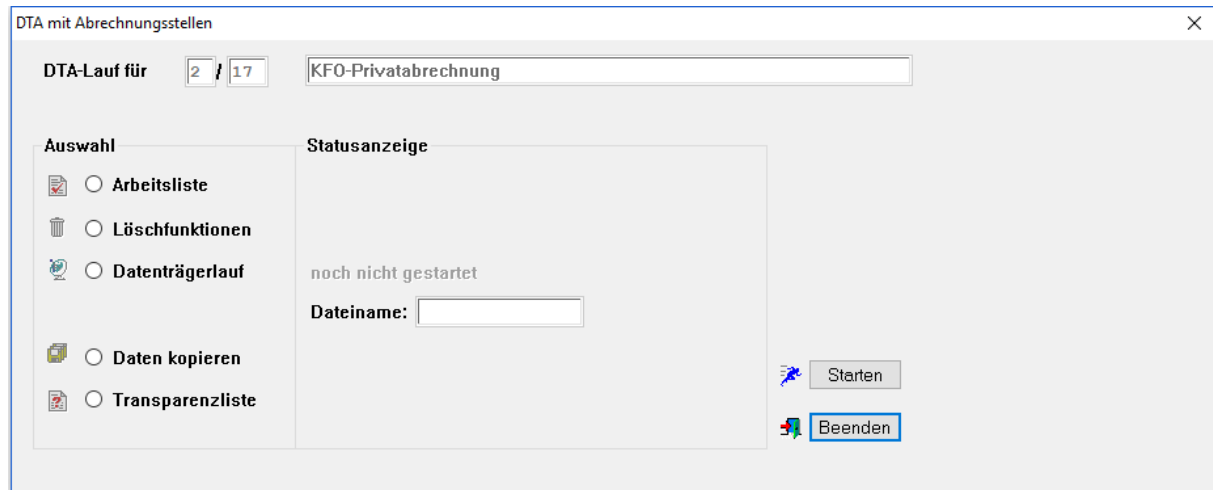 DTA mit Abrechnungsstellen
DTA-Lauf für 2 / 17 KFO-Privatabrechnung
Auswahl Statusanzeige
Arbeitsliste
Löschfunktionen
Datenträgerlauf noch nicht gestartet
Dateiname:
Daten kopieren
Starten
Transparenzliste
Beenden